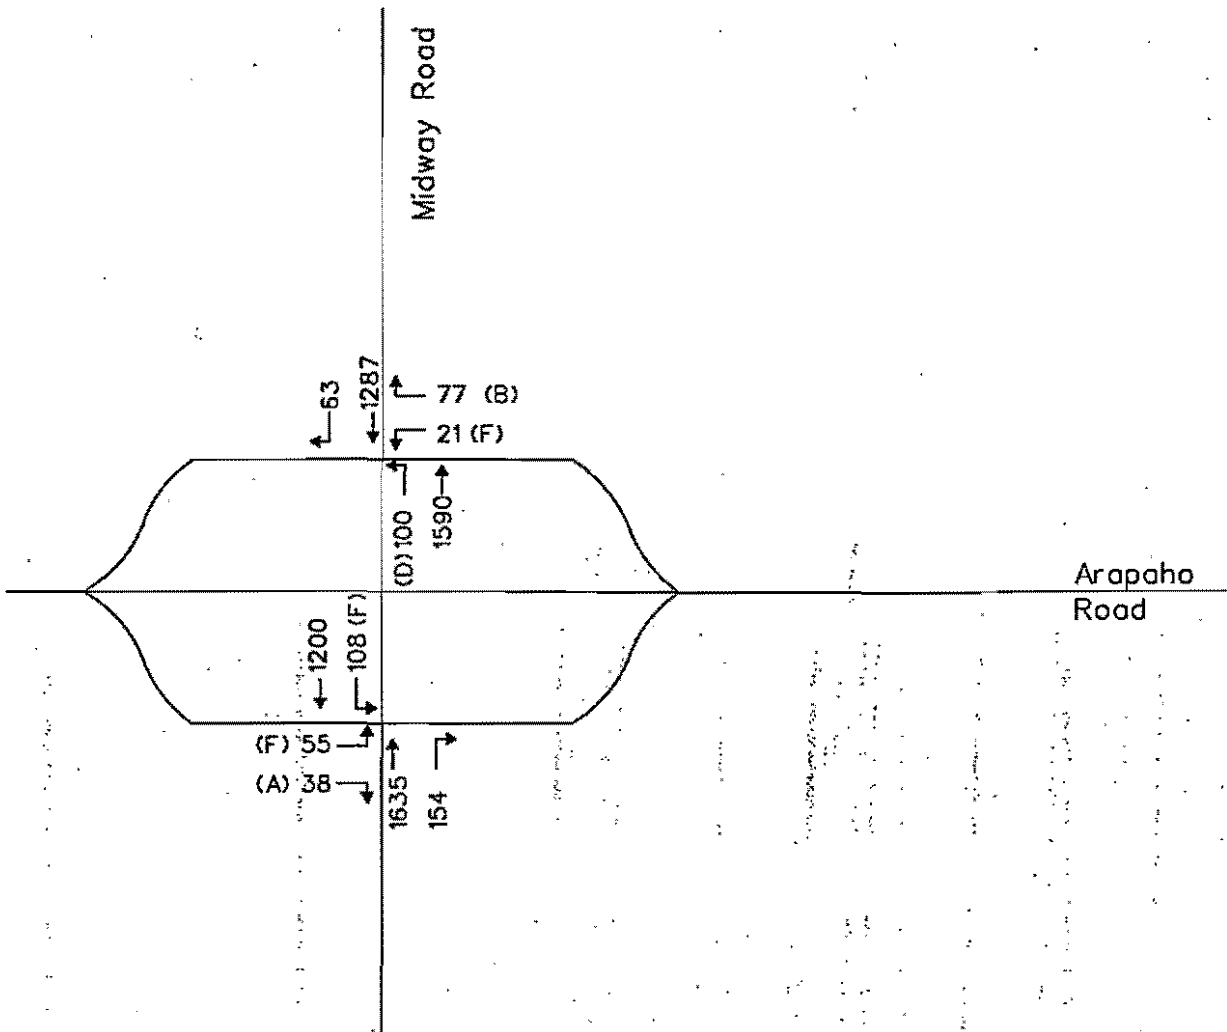 Midway Road
63
1287
77 (B)
21 (F)
(D) 100
1590
Arapaho
Road
1200
108 (F)
(F) 55
(A) 38
1635
154